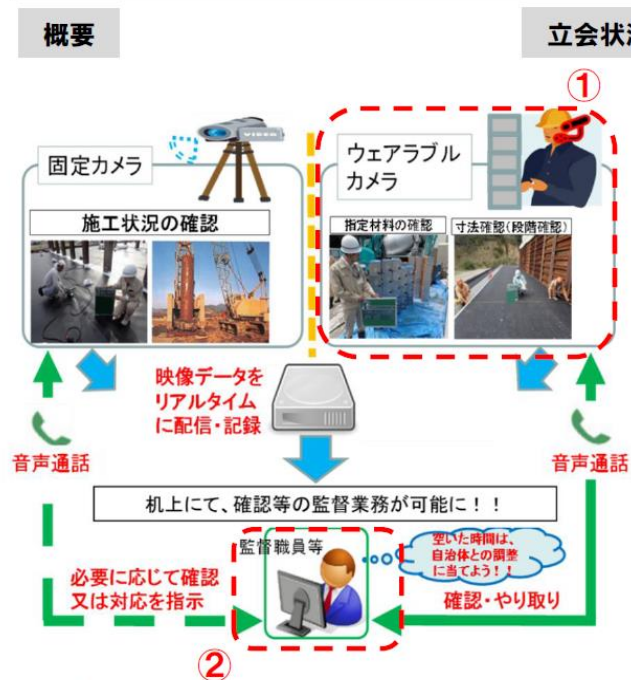 概要
立会状況
①
固定カメラ
VIDEO
施工状況の確認
ウェアラブル
カメラ
指定材料の確認
寸法確認(段階確認)
映像データを
リアルタイム
に配信・記録
音声通話
音声通話
机上にて、確認等の監督業務が可能に！！
監督職員等
空いた時間は、
自治体との調整
に当てよう！！
必要に応じて確認
又は対応を指示
確認・やり取り
②